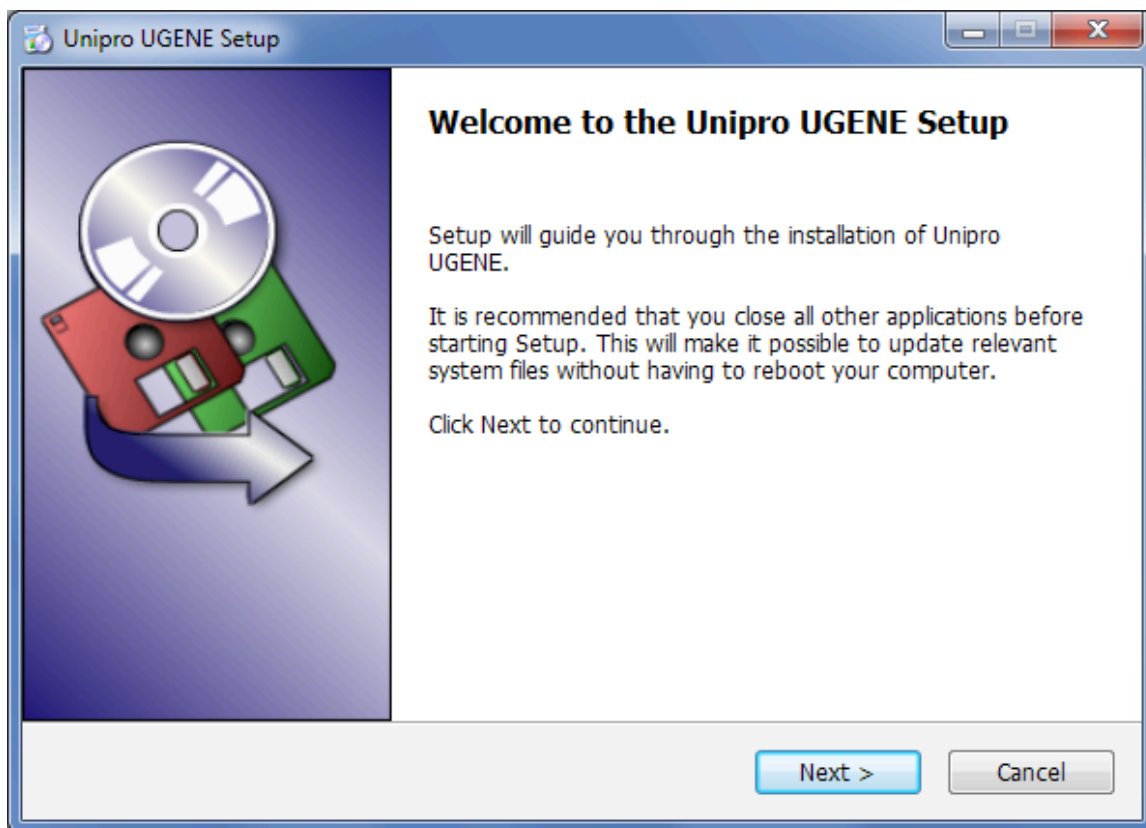 Unipro UGENE Setup
Welcome to the Unipro UGENE Setup
Setup will guide you through the installation of Unipro
UGENE.
It is recommended that you close all other applications before
starting Setup. This will make it possible to update relevant
system files without having to reboot your computer.
Click Next to continue.
Next >
Cancel